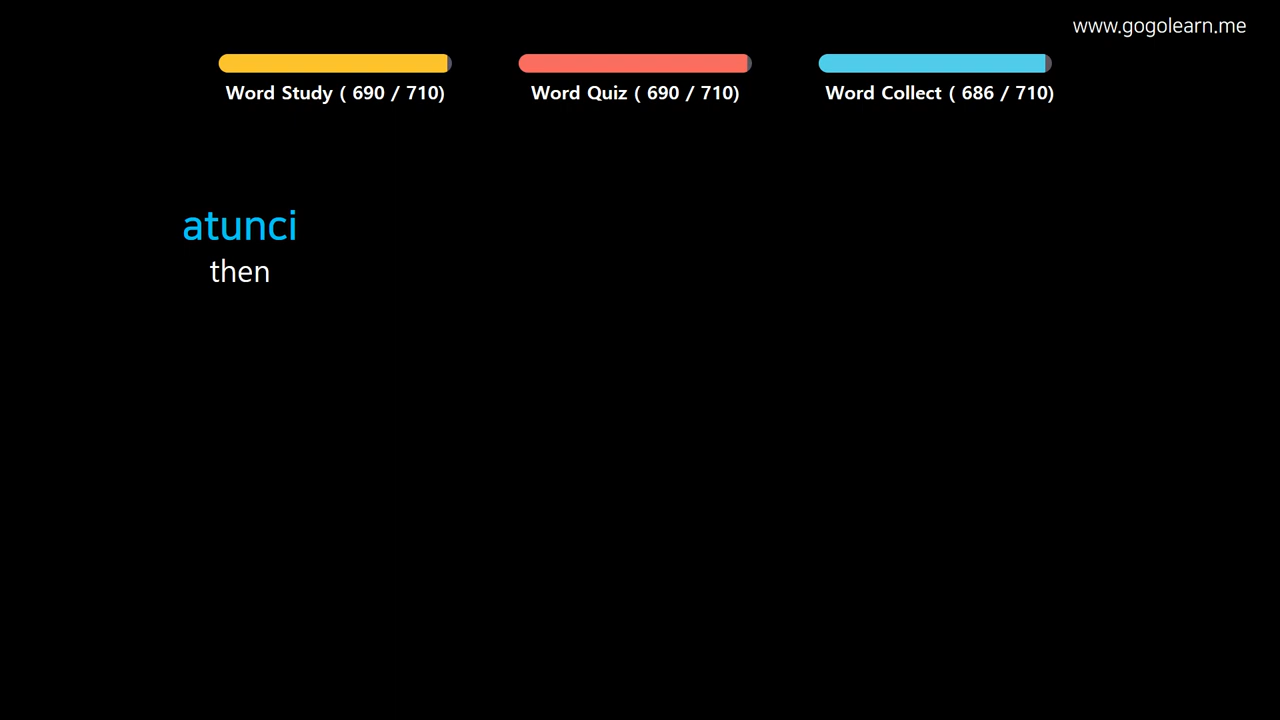 www.gogolearn.me
Word Study ( 690 / 710)
Word Quiz ( 690 / 710)
Word Collect ( 686 / 710)
atunci
then